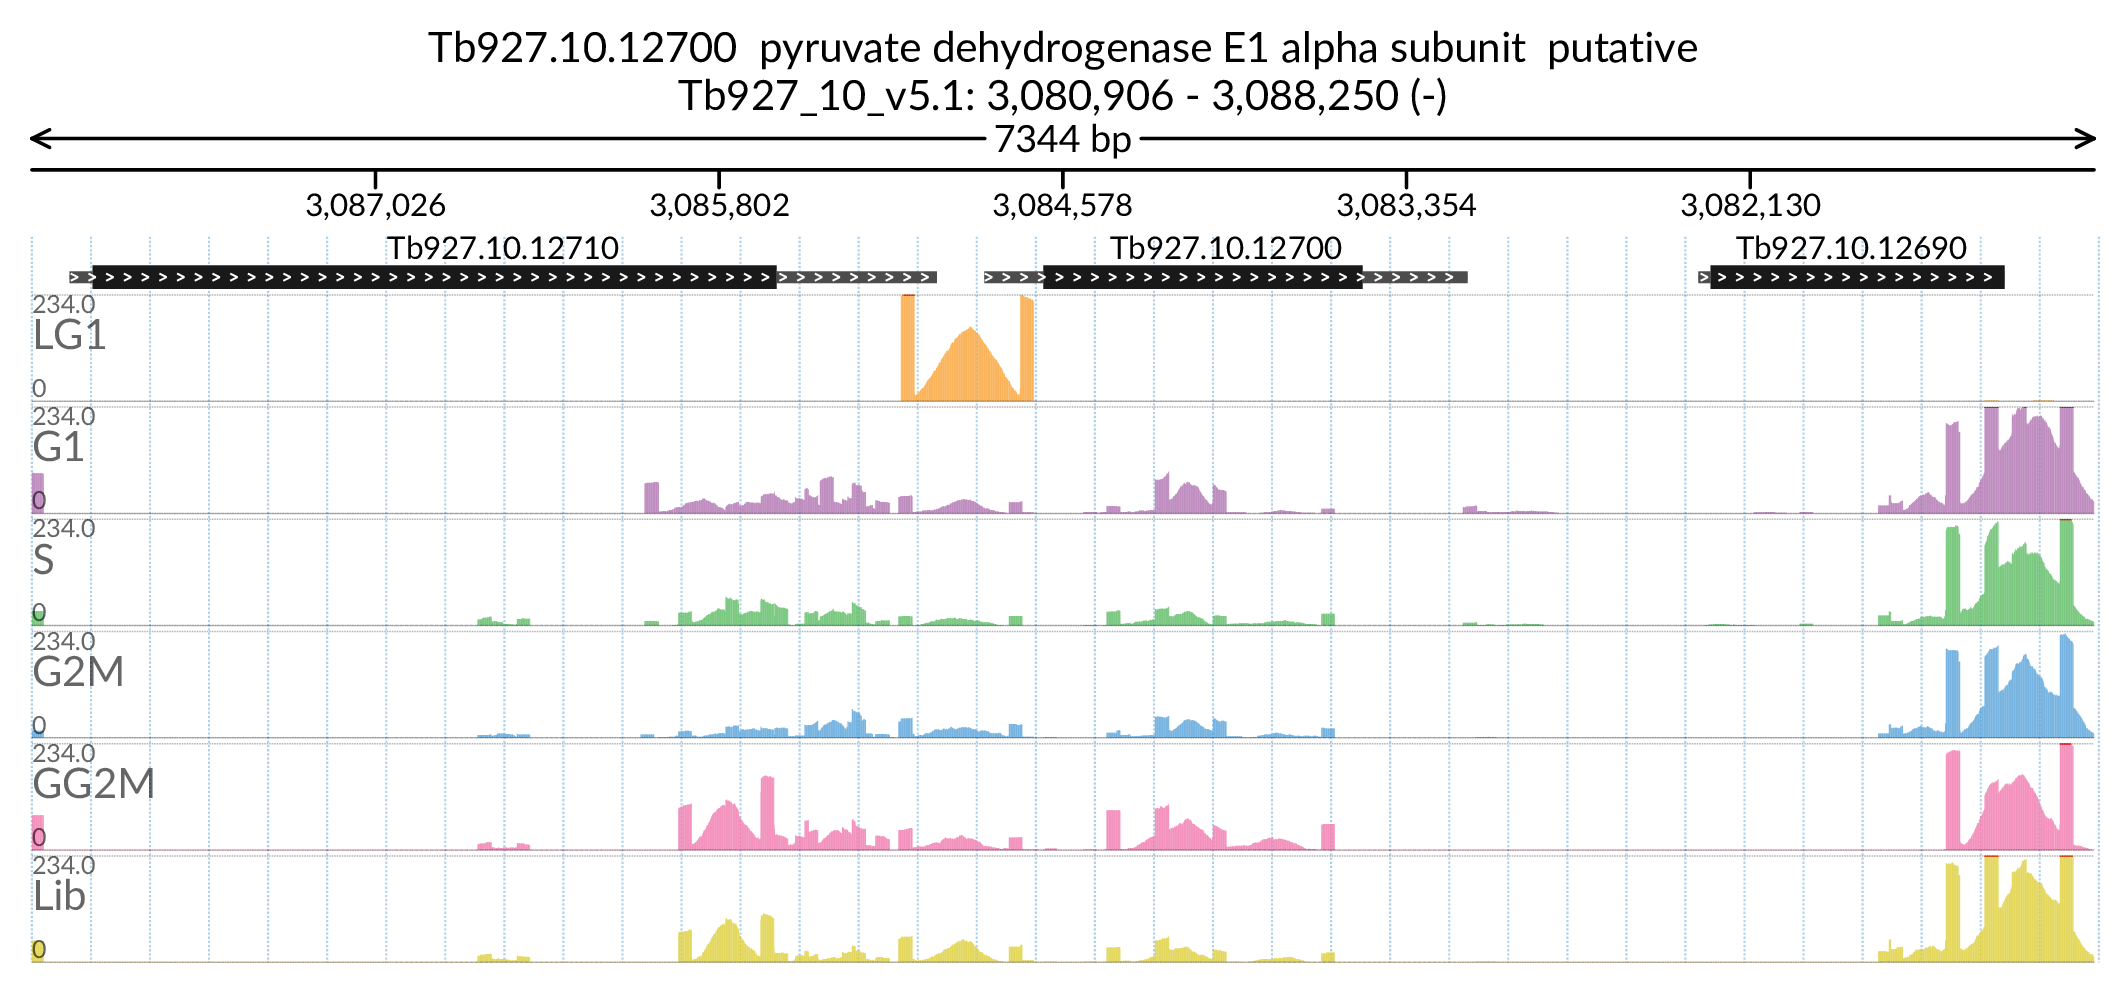 Tb927.10.12700 pyruvate dehydrogenase E1 alpha subunit putative
Tb927_10_v5.1: 3,080,906 - 3,088,250 (-)
7344 bp
3,087,026 3,085,802 3,084,578 3,083,354 3,082,130
Tb927.10.12710 Tb927.10.12700 Tb927.10.12690
234.0
LG1
0
234.0
G1
0
234.0
S
0
234.0
G2M
0
234.0
GG2M
0
234.0
Lib
0